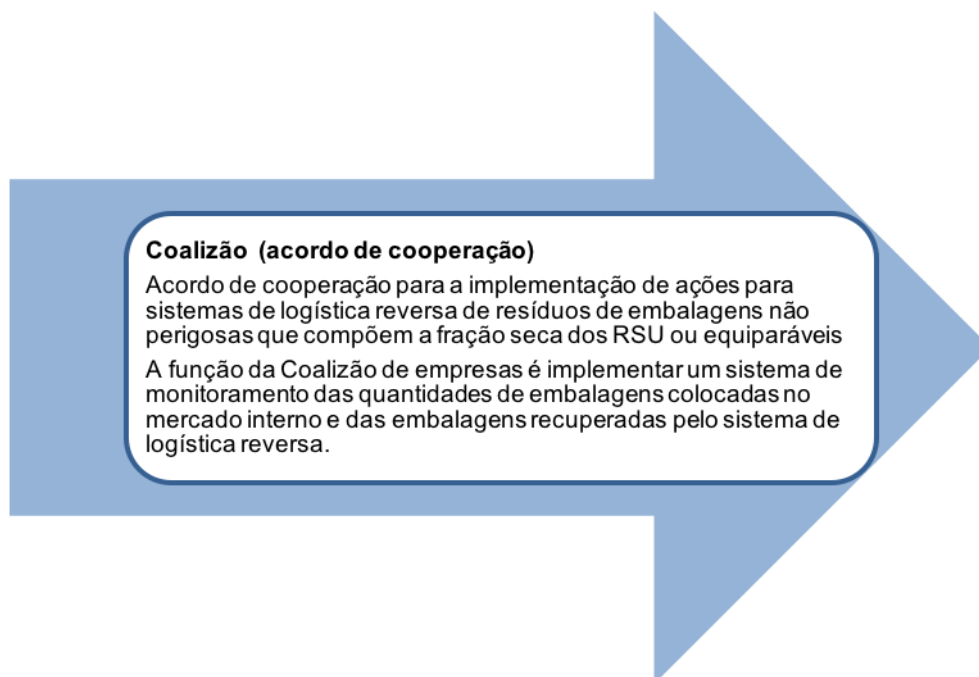 Coalizão (acordo de cooperação)
Acordo de cooperação para a implementação de ações para
sistemas de logística reversa de resíduos de embalagens não
perigosas que compõem a fração seca dos RSU ou equiparáveis
A função da Coalizão de empresas é implementar um sistema de
monitoramento das quantidades de embalagens colocadas no
mercado interno e das embalagens recuperadas pelo sistema de
logística reversa.